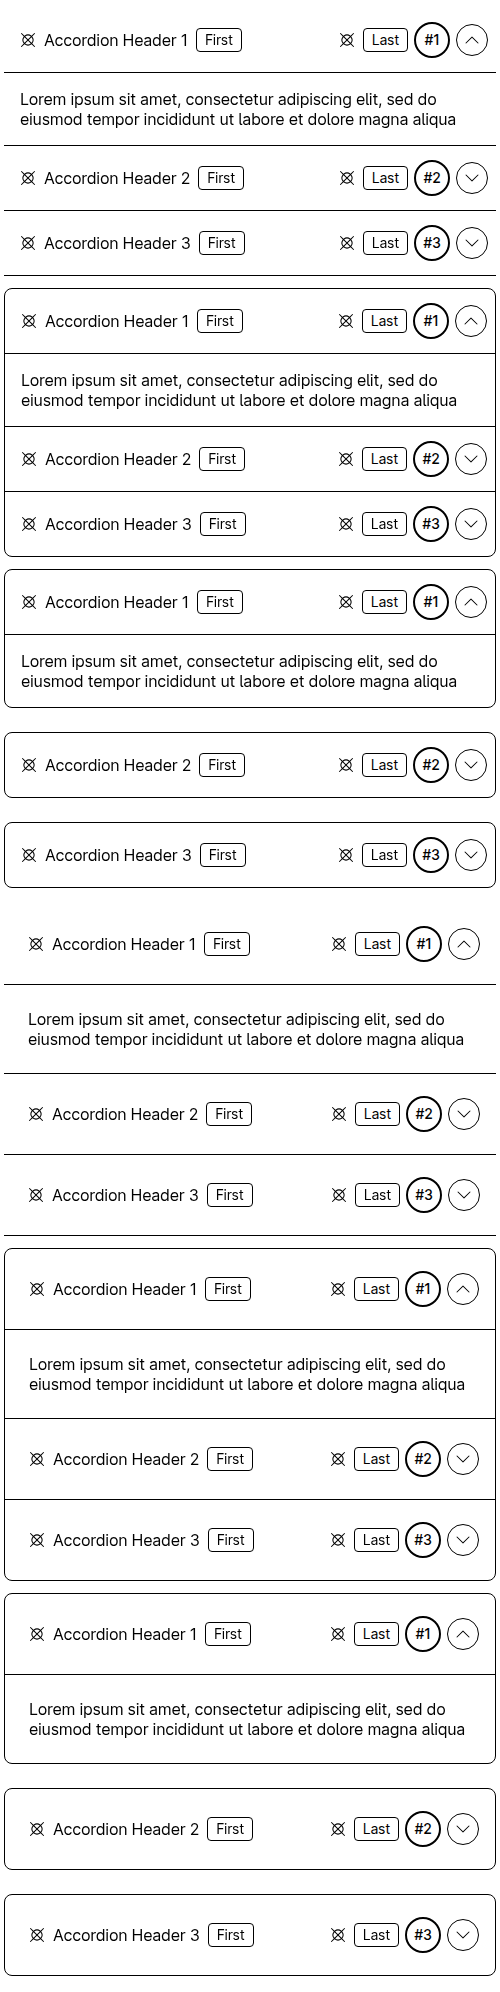 Accordion Header 1 First Last #1
Lorem ipsum sit amet, consectetur adipiscing elit, sed do
eiusmod tempor incididunt ut labore et dolore magna aliqua
Accordion Header 2 First Last #2
Accordion Header 3 First Last #3
Accordion Header 1 First Last #1
Lorem ipsum sit amet, consectetur adipiscing elit, sed do
eiusmod tempor incididunt ut labore et dolore magna aliqua
Accordion Header 2 First Last #2
Accordion Header 3 First Last #3
Accordion Header 1 First Last #1
Lorem ipsum sit amet, consectetur adipiscing elit, sed do
eiusmod tempor incididunt ut labore et dolore magna aliqua
Accordion Header 2 First Last #2
Accordion Header 3 First Last #3
Accordion Header 1 First Last #1
Lorem ipsum sit amet, consectetur adipiscing elit, sed do
eiusmod tempor incididunt ut labore et dolore magna aliqua
Accordion Header 2 First Last #2
Accordion Header 3 First Last #3
Accordion Header 1 First Last #1
Lorem ipsum sit amet, consectetur adipiscing elit, sed do
eiusmod tempor incididunt ut labore et dolore magna aliqua
Accordion Header 2 First Last #2
Accordion Header 3 First Last #3
Accordion Header 1 First Last #1
Lorem ipsum sit amet, consectetur adipiscing elit, sed do
eiusmod tempor incididunt ut labore et dolore magna aliqua
Accordion Header 2 First Last #2
Accordion Header 3 First Last #3